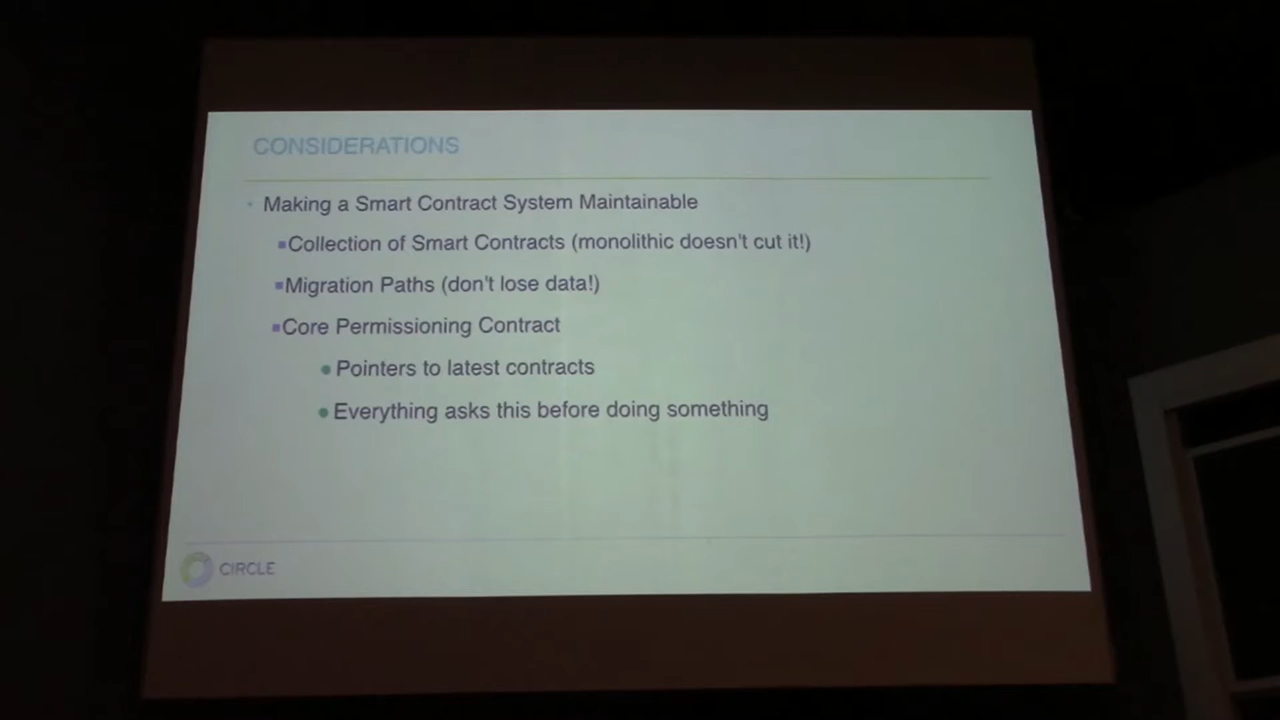 CONSIDERATIONS
Making a Smart Contract System Maintainable
Collection of Smart Contracts (monolithic doesn't cut it!)
Migration Paths (don't lose data!)
Core Permissioning Contract
Pointers to latest contracts
Everything asks this before doing something
CIRCLE